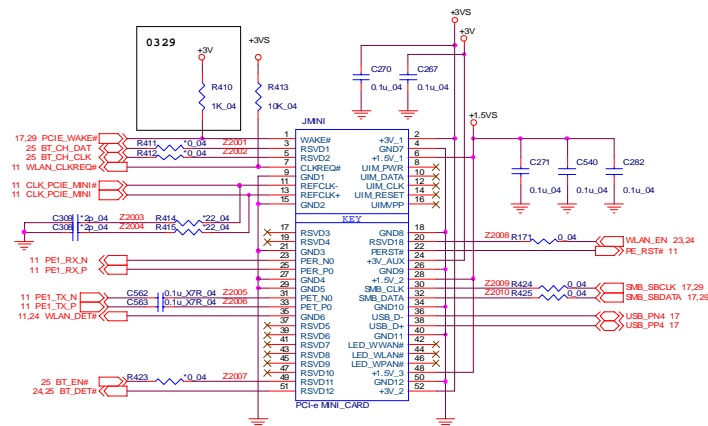 +3VS
0329
+3V
+3VS
+3V
R410
1K_04
R413
10K_04
C270
0.1u_04
C267
0.1u_04
+1.5VS
C271
0.1u_04
C540
0.1u_04
C282
0.1u_04
JMINI
17,29 PCIE_WAKE# 1 WAKE# +3V_1 2
25 BT_CH_DAT R411 *0_04 Z2001 3 RSVD1 GND7 4
25 BT_CH_CLK R412 *0_04 Z2002 5 RSVD2 +1.5V_1 6
11 WLAN_CLKREQ# 7 CLKREQ# UIM_PWR 8
9 GND1 UIM_DATA 10
11 CLK_PCIE_MINI# 11 REFCLK- UIM_CLK 12
11 CLK_PCIE_MINI 13 REFCLK+ UIM_RESET 14
15 GND2 UIMVPP 16
KEY
C309 *2p_04 Z2003 R414 *22_04
C308 *2p_04 Z2004 R415 *22_04
17 RSVD3 GND8 18
19 RSVD4 RSVD18 20 Z2008 R171 0_04 WLAN_EN 23,24
21 GND3 PERST# 22 PE_RST# 11
11 PE1_RX_N 23 PER_N0 +3V_AUX 24
11 PE1_RX_P 25 PER_P0 GND9 26
27 GND4 +1.5V_2 28
29 GND5 SMB_CLK 30 Z2009 R424 *0_04 SMB_SBCLK 17,29
11 PE1_TX_N C562 0.1u_X7R_04 Z2005 31 PET_N0 SMB_DATA 32 Z2010 R425 *0_04 SMB_SBDATA 17,29
11 PE1_TX_P C563 0.1u_X7R_04 Z2006 33 PET_P0 GND10 34
11,24 WLAN_DET# 35 GND6 USB_D- 36 USB_PN4 17
37 RSVD5 USB_D+ 38 USB_PP4 17
39 RSVD6 GND11 40
41 RSVD7 LED_WWAN# 42
43 RSVD8 LED_WLAN# 44
45 RSVD9 LED_WPAN# 46
47 RSVD10 +1.5V_3 48
25 BT_EN# R423 *0_04 Z2007 49 RSVD11 GND12 50
24,25 BT_DET# 51 RSVD12 +3V_2 52
PCI-e MINI_CARD